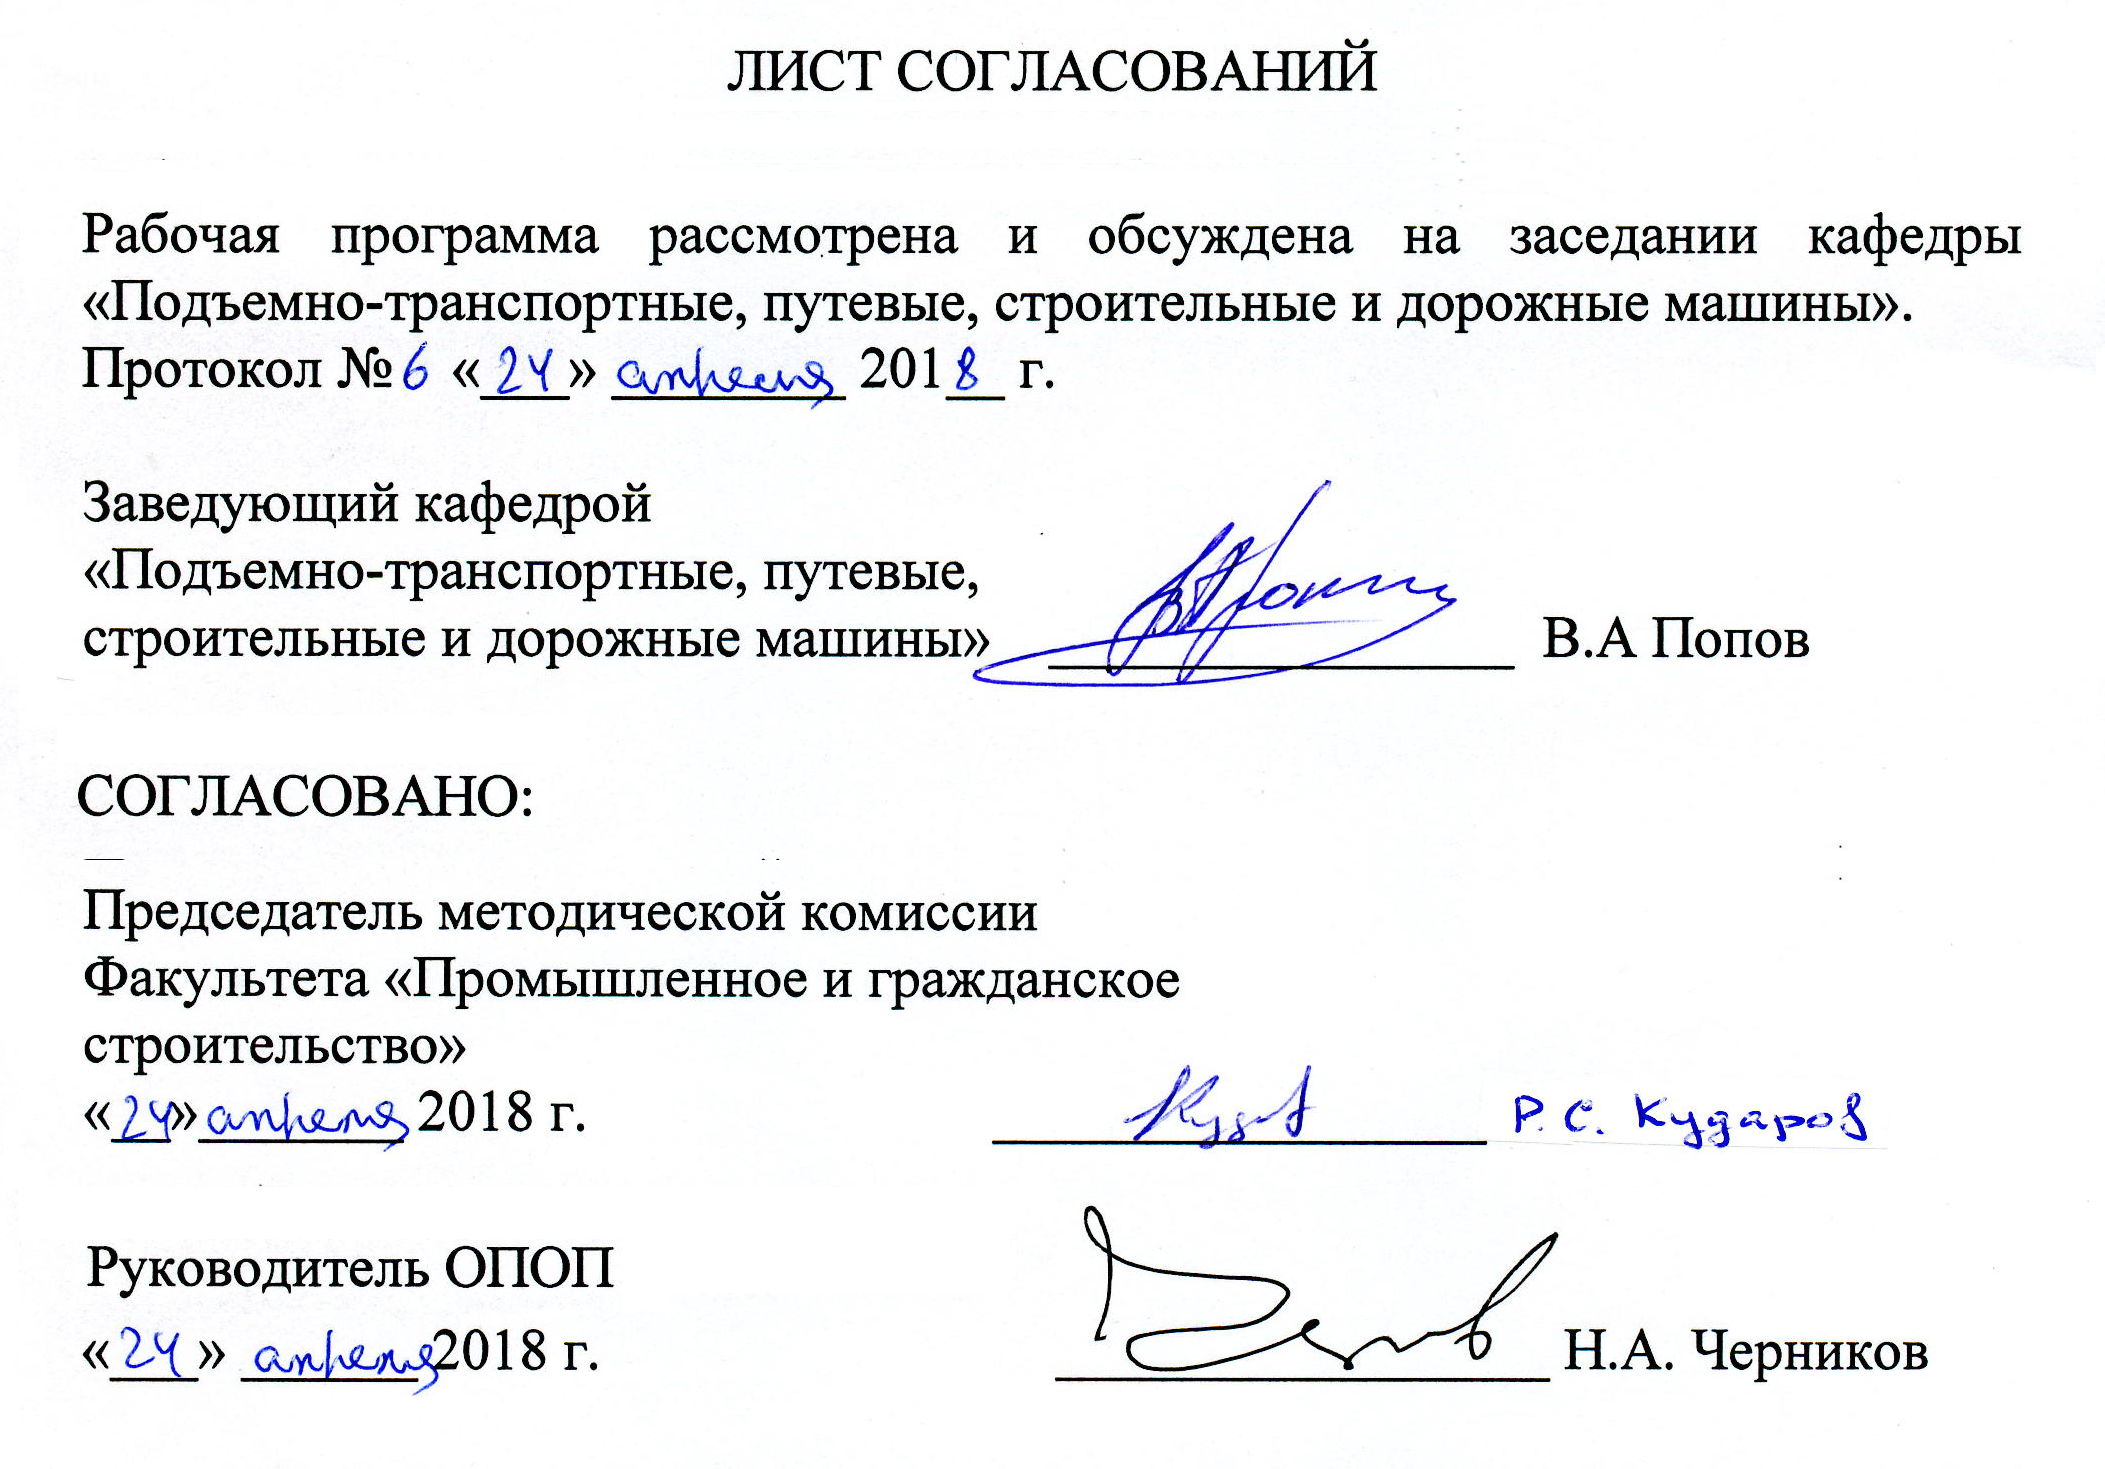 ЛИСТ СОГЛАСОВАНИЙ
Рабочая программа рассмотрена и обсуждена на заседании кафедры
«Подъемно-транспортные, путевые, строительные и дорожные машины».
Протокол № 6 «24» апреля 2018 г.
Заведующий кафедрой
«Подъемно-транспортные, путевые,
строительные и дорожные машины» В.А Попов
СОГЛАСОВАНО:
Председатель методической комиссии
Факультета «Промышленное и гражданское
строительство»
«24» апреля 2018 г. Р. С. Кударов
Руководитель ОПОП
«24» апреля 2018 г. Н.А. Черников